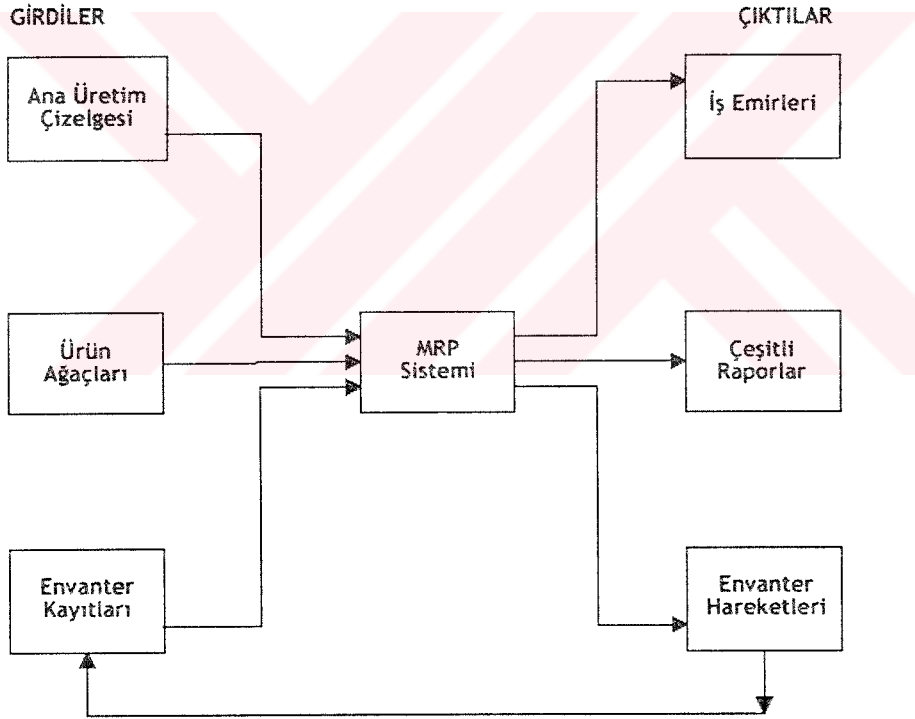 GİRDİLER
ÇIKTILAR
Ana Üretim
Çizelgesi
İş Emirleri
Ürün
Ağaçları
MRP
Sistemi
Çeşitli
Raporlar
Envanter
Kayıtları
Envanter
Hareketleri